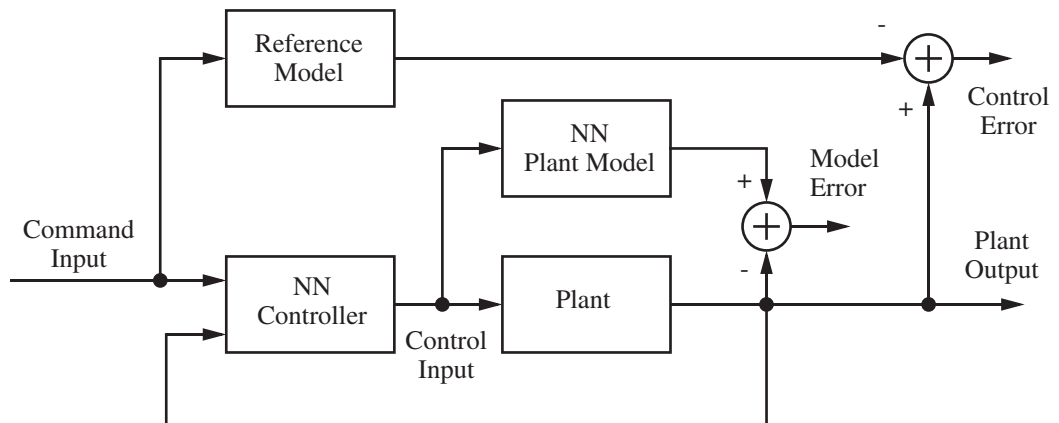 Reference
Model
-
+
Control
Error
NN
Plant Model
Model
Error
+
-
Command
Input
NN
Controller
Control
Input
Plant
Plant
Output